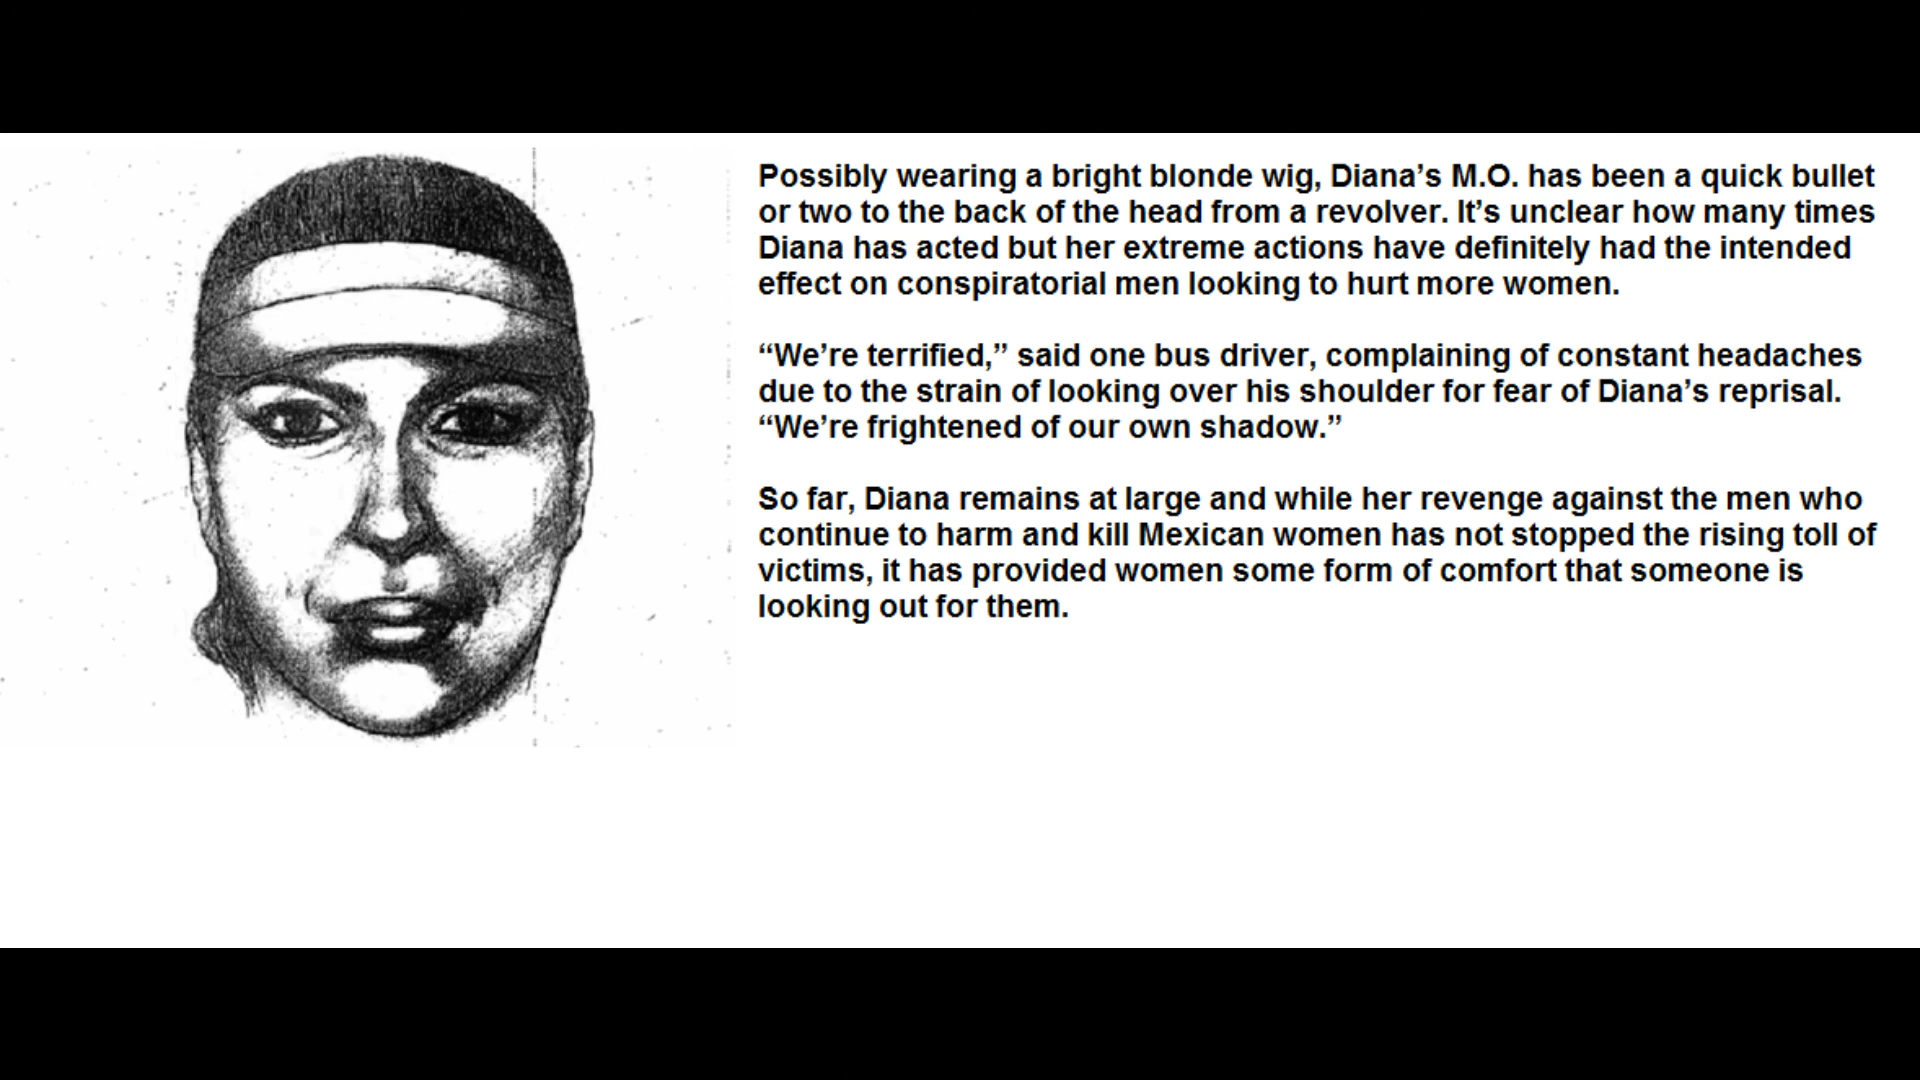 Possibly wearing a bright blonde wig, Diana’s M.O. has been a quick bullet
or two to the back of the head from a revolver. It’s unclear how many times
Diana has acted but her extreme actions have definitely had the intended
effect on conspiratorial men looking to hurt more women.
“We’re terrified,” said one bus driver, complaining of constant headaches
due to the strain of looking over his shoulder for fear of Diana’s reprisal.
“We’re frightened of our own shadow.”
So far, Diana remains at large and while her revenge against the men who
continue to harm and kill Mexican women has not stopped the rising toll of
victims, it has provided women some form of comfort that someone is
looking out for them.